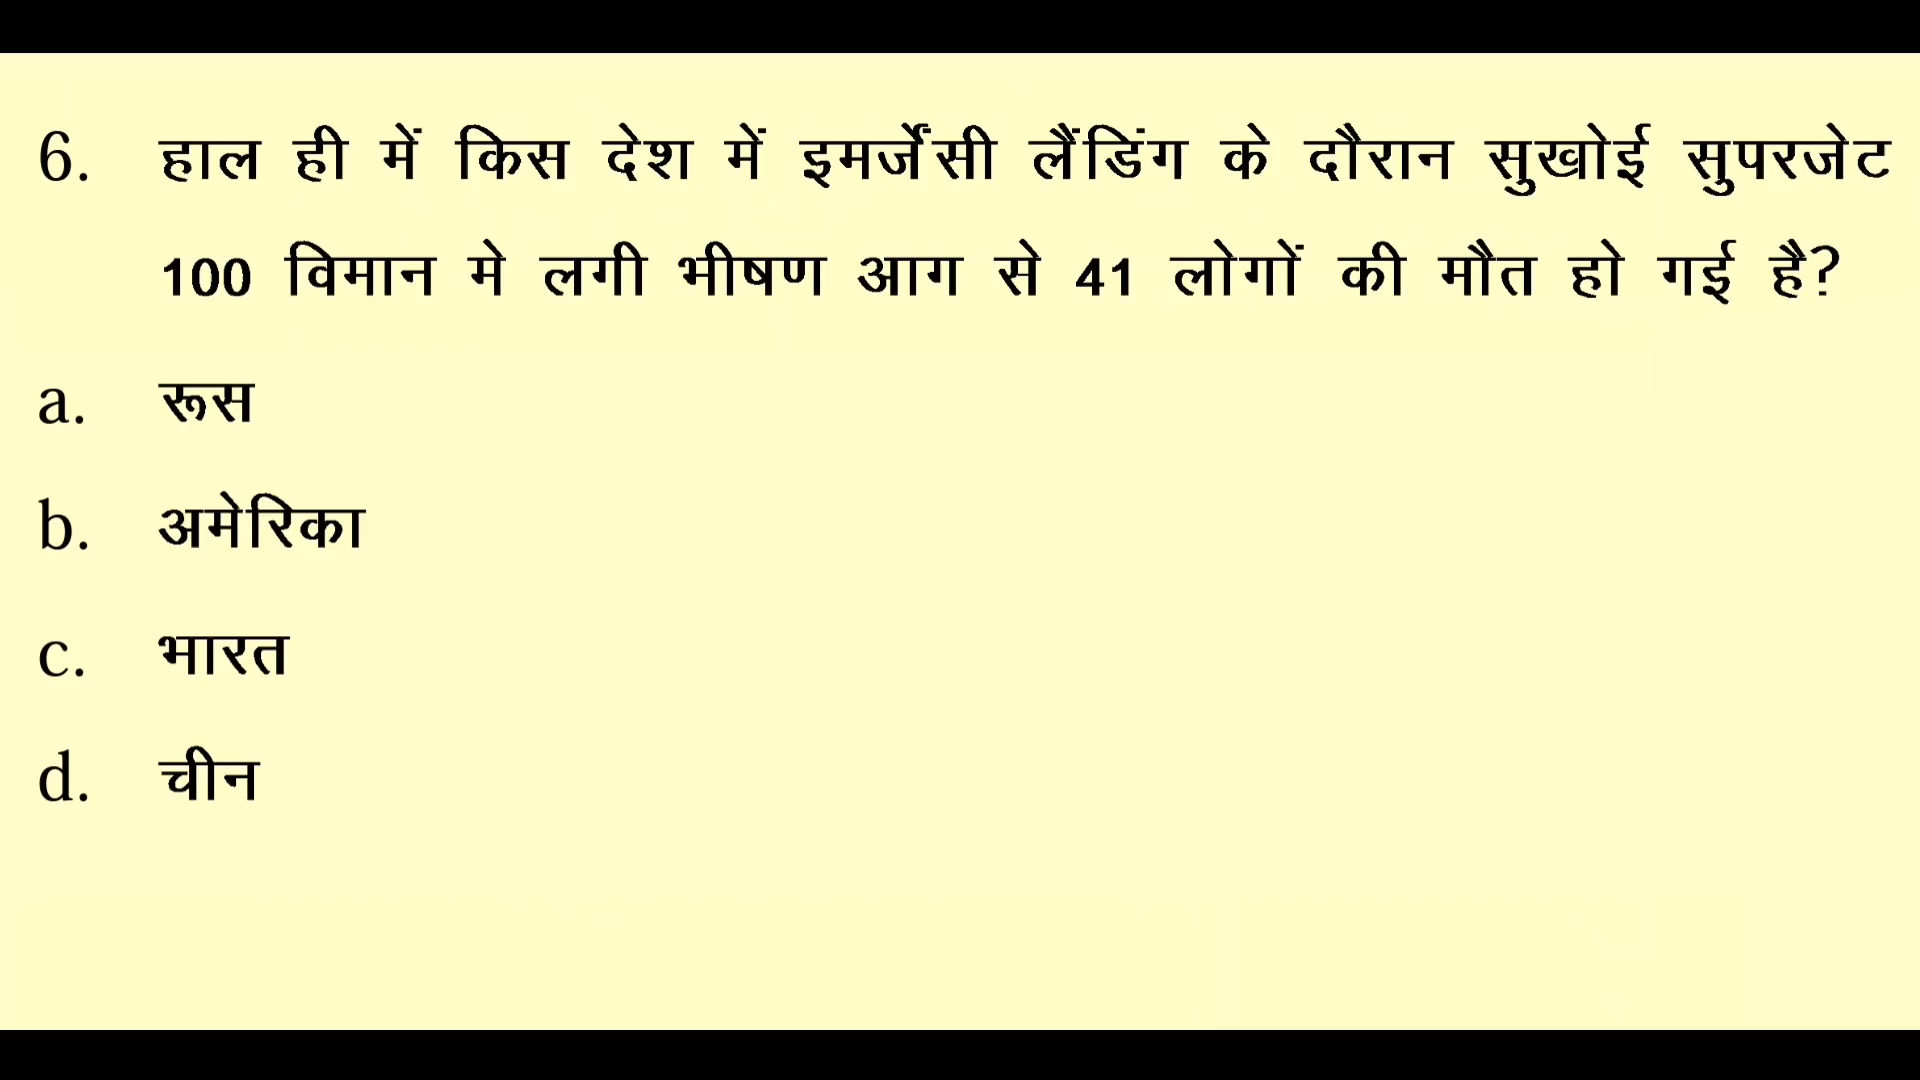 6. हाल ही में किस देश में इमर्जेंसी लैंडिंग के दौरान सुखोई सुपरजेट
100 विमान मे लगी भीषण आग से 41 लोगों की मौत हो गई है?
a. रूस
b. अमेरिका
c. भारत
d. चीन